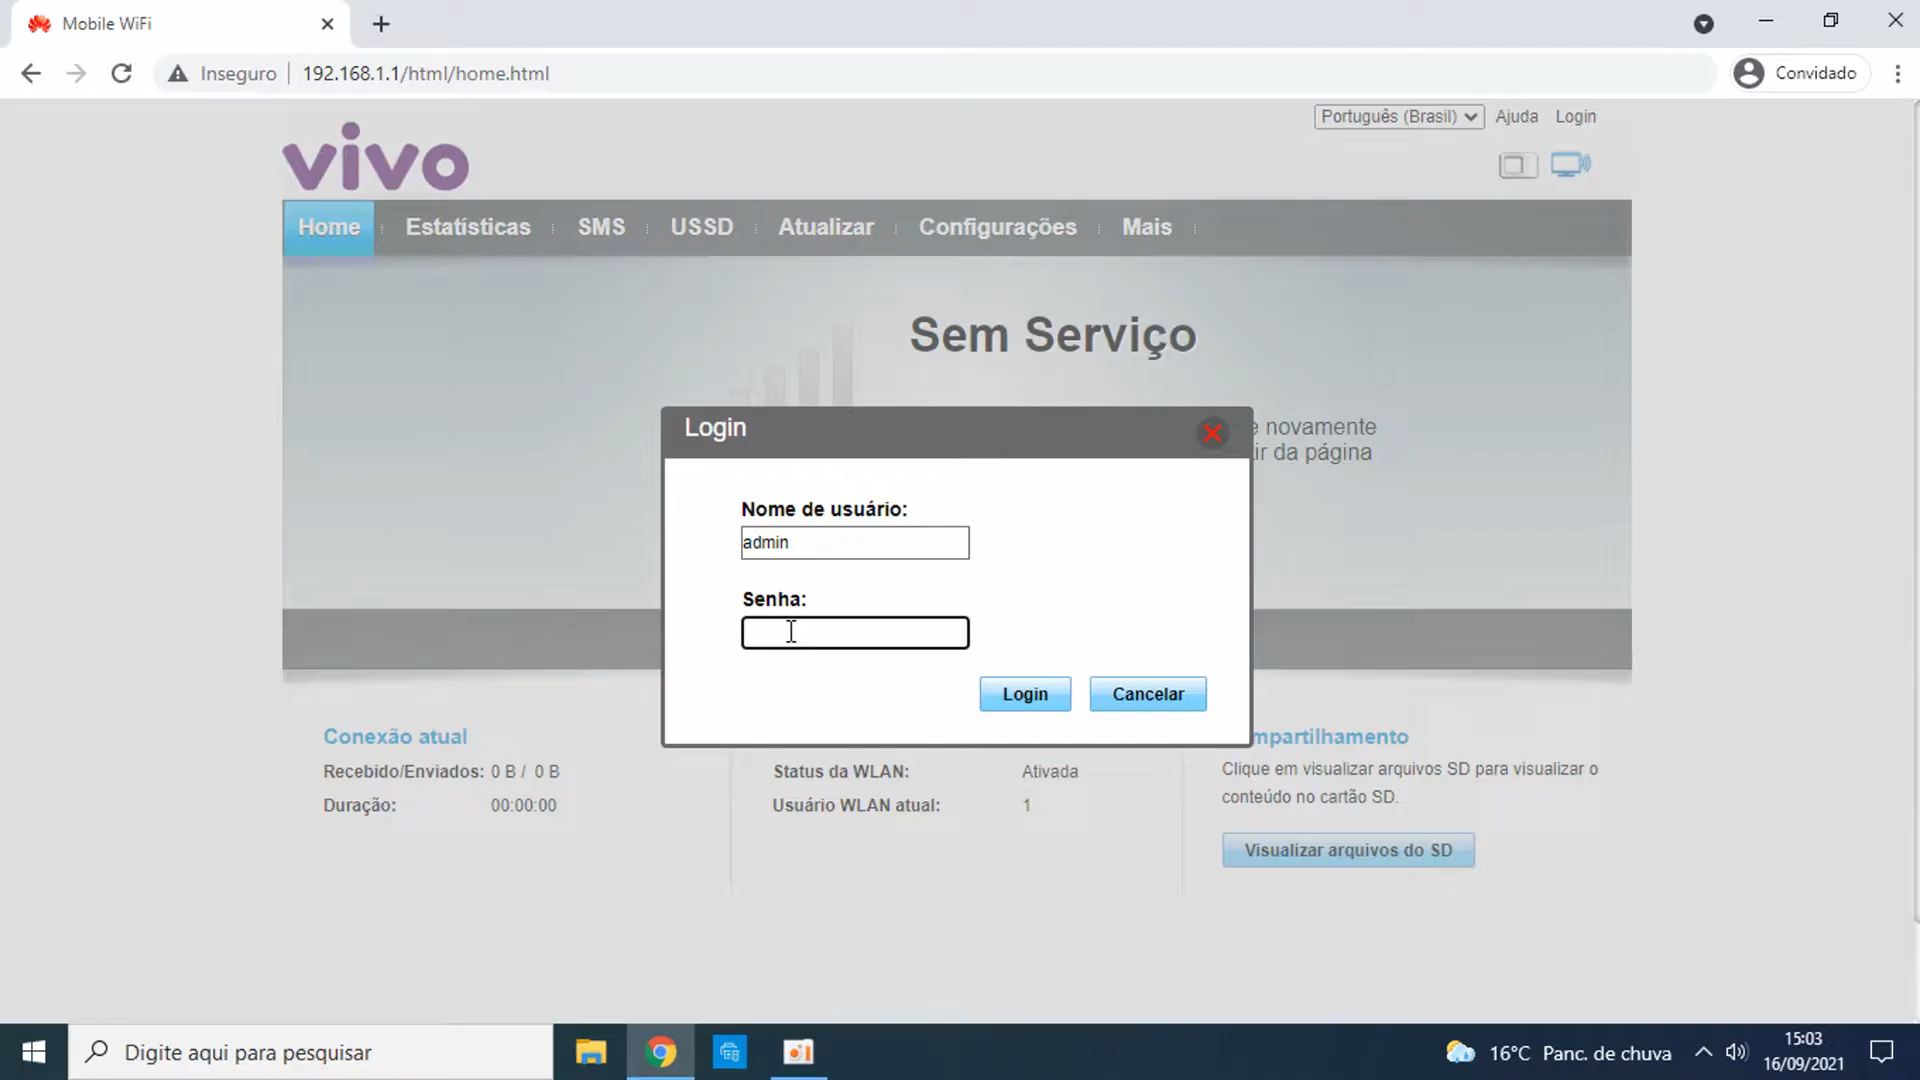 Mobile WiFi
Inseguro | 192.168.1.1/html/home.html
Convidado
Português (Brasil) Ajuda Login
vivo
Home Estatísticas SMS USSD Atualizar Configurações Mais
Sem Serviço
novamente
ir da página
Login
Nome de usuário:
admin
Senha:
Login Cancelar
Conexão atual
Recebido/Enviados: 0 B / 0 B
Duração: 00:00:00
Status da WLAN: Ativada
Usuário WLAN atual: 1
mpartilhamento
Clique em visualizar arquivos SD para visualizar o
conteúdo no cartão SD.
Visualizar arquivos do SD
Digite aqui para pesquisar
16°C Panc. de chuva
15:03
16/09/2021